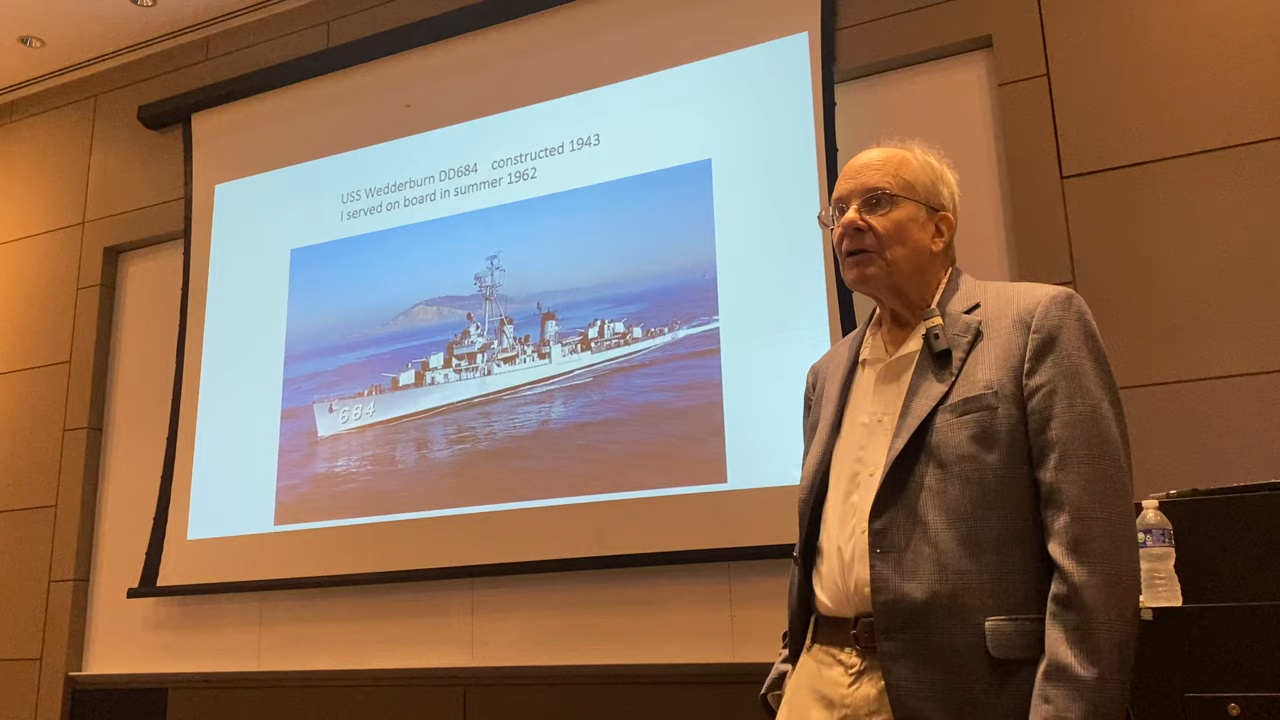 USS Wedderburn DD684 constructed 1943
I served on board in summer 1962
684